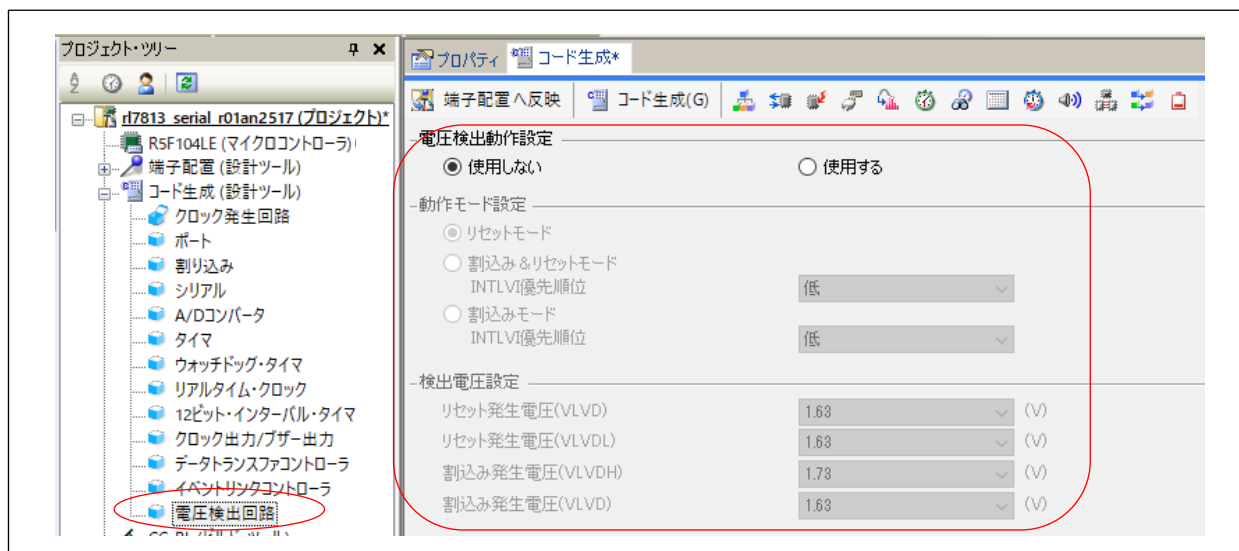 プロジェクト・ツリー
プロパティ コード生成*
端子配置へ反映 コード生成(G)
rl7813_serial_r01an2517 (プロジェクト)*
R5F104LE (マイクロコントローラ)
端子配置 (設計ツール)
コード生成 (設計ツール)
クロック発生回路
ポート
割り込み
シリアル
A/Dコンバータ
タイマ
ウォッチドッグ・タイマ
リアルタイム・クロック
12ビット・インターバル・タイマ
クロック出力/ブザー出力
データトランスファコントローラ
イベントリンクコントローラ
電圧検出回路
電圧検出動作設定
使用しない 使用する
動作モード設定
リセットモード
割込み&リセットモード
INTLVI優先順位 低
割込みモード
INTLVI優先順位 低
検出電圧設定
リセット発生電圧(VLVD) 1.63 (V)
リセット発生電圧(VLVDL) 1.63 (V)
割込み発生電圧(VLVDH) 1.73 (V)
割込み発生電圧(VLVD) 1.63 (V)